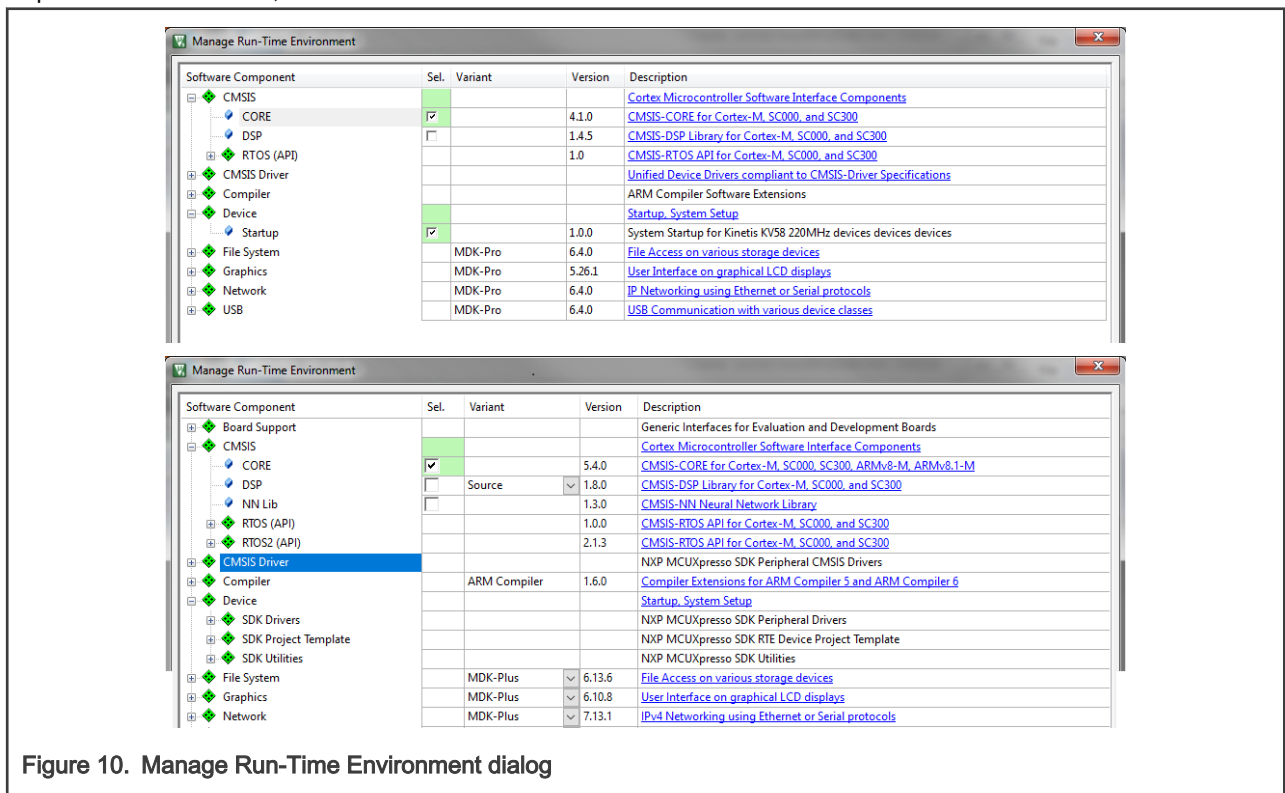 Manage Run-Time Environment
Software Component Sel. Variant Version Description
CMSIS Cortex Microcontroller Software Interface Components
CORE 4.1.0 CMSIS-CORE for Cortex-M, SC000, and SC300
DSP 1.4.5 CMSIS-DSP Library for Cortex-M, SC000, and SC300
RTOS (API) 1.0 CMSIS-RTOS API for Cortex-M, SC000, and SC300
CMSIS Driver Unified Device Drivers compliant to CMSIS-Driver Specifications
Compiler ARM Compiler Software Extensions
Device Startup, System Setup
Startup 1.0.0 System Startup for Kinetis KV58 220MHz devices devices devices
File System MDK-Pro 6.4.0 File Access on various storage devices
Graphics MDK-Pro 5.26.1 User Interface on graphical LCD displays
Network MDK-Pro 6.4.0 IP Networking using Ethernet or Serial protocols
USB MDK-Pro 6.4.0 USB Communication with various device classes
Manage Run-Time Environment
Software Component Sel. Variant Version Description
Board Support Generic Interfaces for Evaluation and Development Boards
CMSIS Cortex Microcontroller Software Interface Components
CORE 5.4.0 CMSIS-CORE for Cortex-M, SC000, SC300, ARMv8-M, ARMv8.1-M
DSP Source 1.8.0 CMSIS-DSP Library for Cortex-M, SC000, and SC300
NN Lib 1.3.0 CMSIS-NN Neural Network Library
RTOS (API) 1.0.0 CMSIS-RTOS API for Cortex-M, SC000, and SC300
RTOS2 (API) 2.1.3 CMSIS-RTOS API for Cortex-M, SC000, and SC300
CMSIS Driver NXP MCUXpresso SDK Peripheral CMSIS Drivers
Compiler ARM Compiler 1.6.0 Compiler Extensions for ARM Compiler 5 and ARM Compiler 6
Device Startup, System Setup
SDK Drivers NXP MCUXpresso SDK Peripheral Drivers
SDK Project Template NXP MCUXpresso SDK RTE Device Project Template
SDK Utilities NXP MCUXpresso SDK Utilities
File System MDK-Plus 6.13.6 File Access on various storage devices
Graphics MDK-Plus 6.10.8 User Interface on graphical LCD displays
Network MDK-Plus 7.13.1 IPv4 Networking using Ethernet or Serial protocols
Figure 10. Manage Run-Time Environment dialog